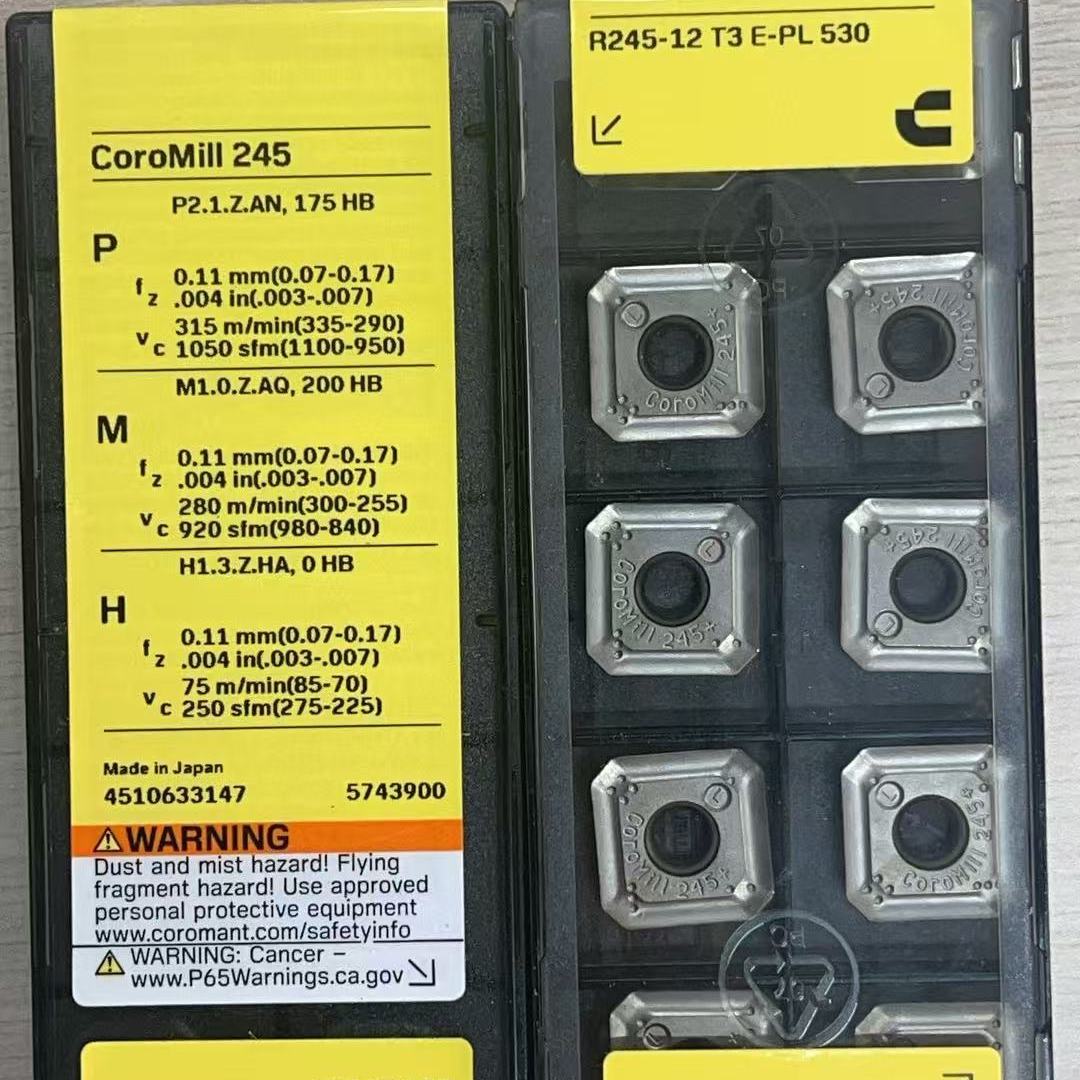 CoroMill 245
P2.1.Z.AN, 175 HB
P
fz 0.11 mm(0.07-0.17)
.004 in(.003-.007)
vc 315 m/min(335-290)
1050 sfm(1100-950)
M1.0.Z.AQ, 200 HB
M
fz 0.11 mm(0.07-0.17)
.004 in(.003-.007)
vc 280 m/min(300-255)
920 sfm(980-840)
H1.3.Z.HA, 0 HB
H
fz 0.11 mm(0.07-0.17)
.004 in(.003-.007)
vc 75 m/min(85-70)
250 sfm(275-225)
Made in Japan
4510633147 5743900
WARNING
Dust and mist hazard! Flying
fragment hazard! Use approved
personal protective equipment
www.coromant.com/safetyinfo
WARNING: Cancer –
www.P65Warnings.ca.gov
R245-12 T3 E-PL 530
L CoroMill 245+
L CoroMill 245+
L CoroMill 245+
L CoroMill 245+
L CoroMill 245+
L CoroMill 245+
L